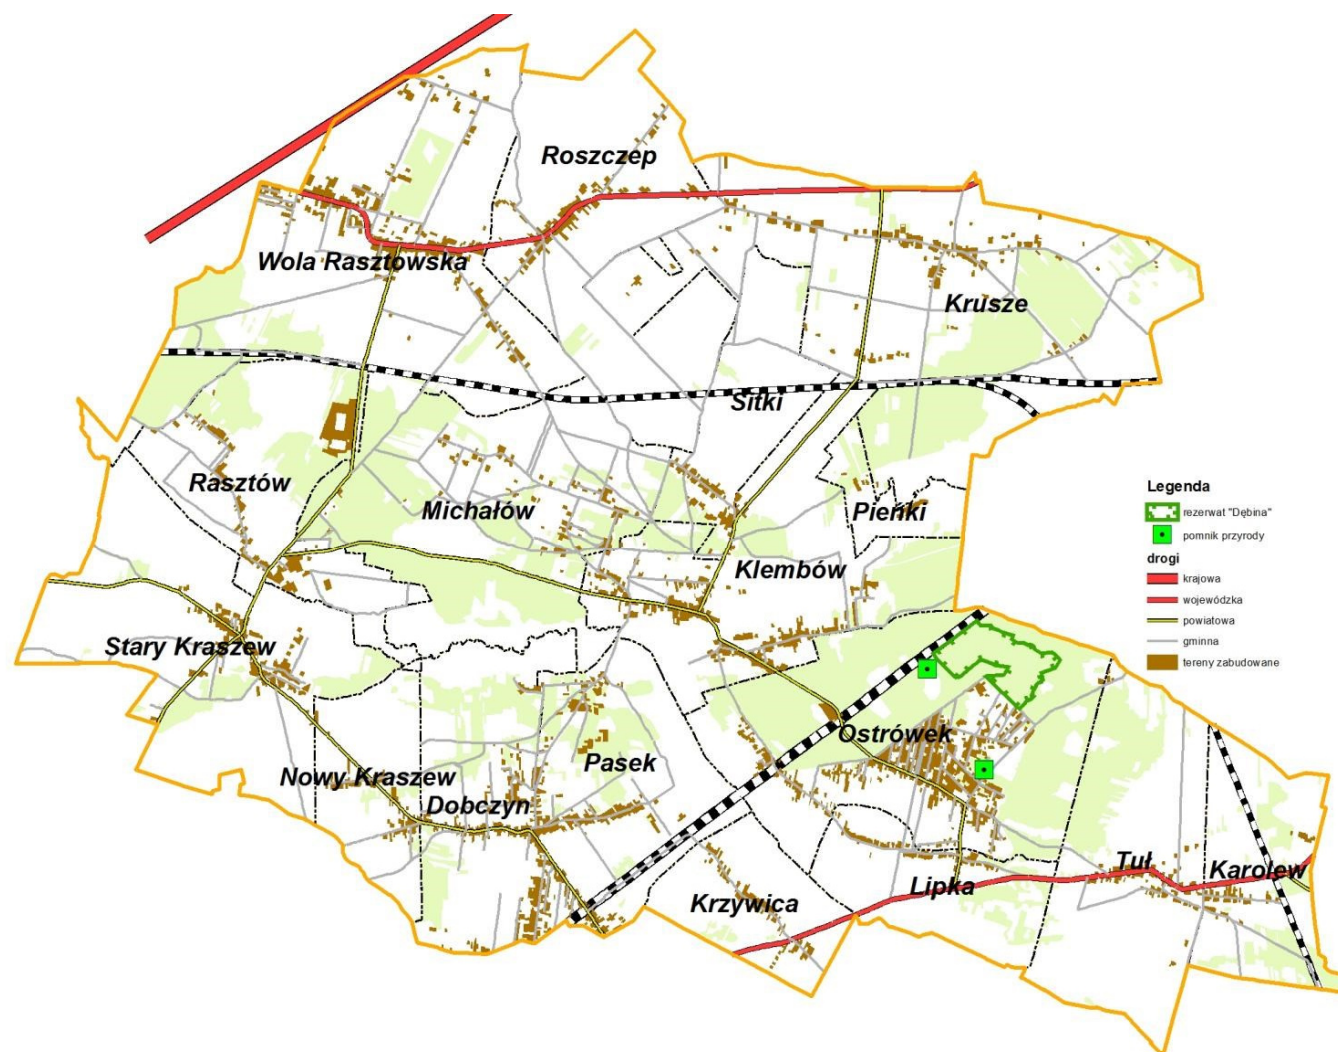 Roszczep
Wola Rasztowska
Krusze
Sitki
Rasztów
Michałów
Pieńki
Klembów
Stary Kraszew
Ostrówek
Pasek
Nowy Kraszew
Dobczyn
Tuł
Karolew
Lipka
Krzywica
Legenda
rezerwat "Dębina"
pomnik przyrody
drogi
krajowa
wojewódzka
powiatowa
gminna
tereny zabudowane